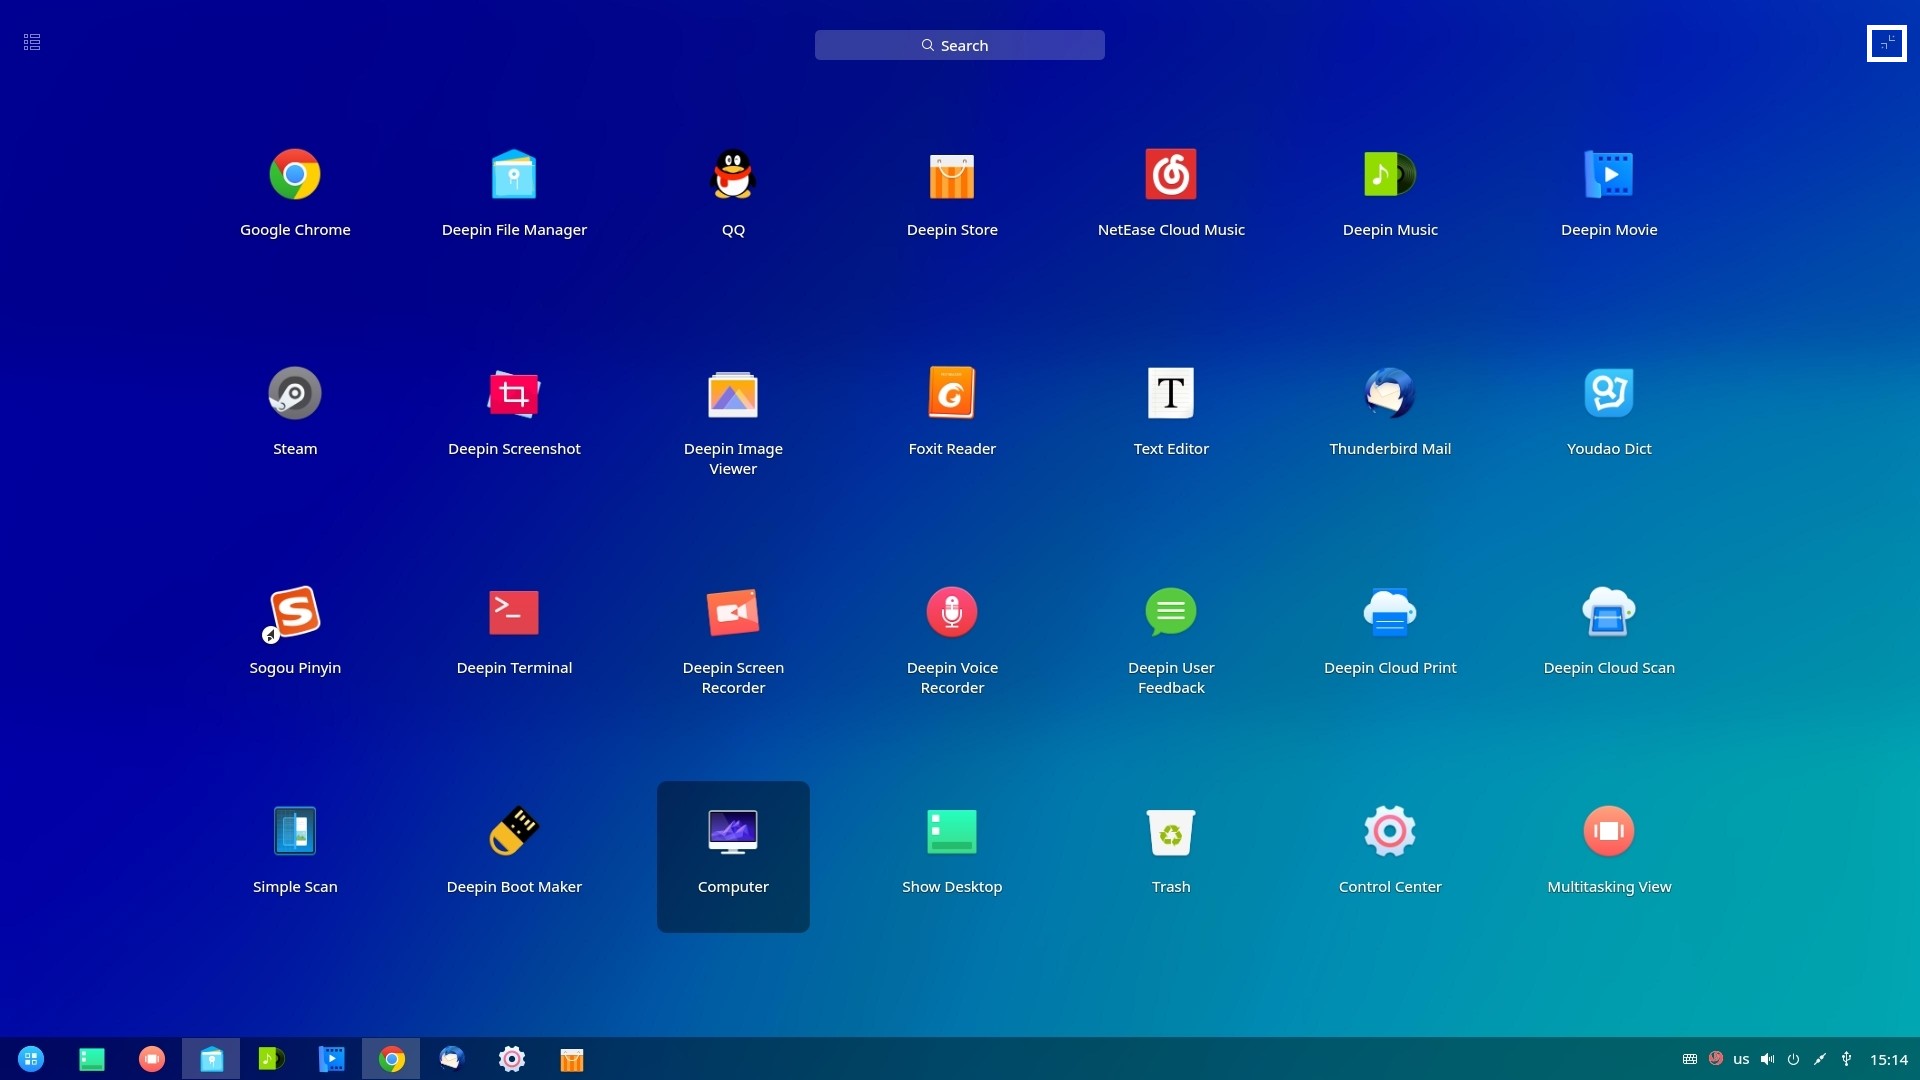 Search
Google Chrome
Deepin File Manager
QQ
Deepin Store
NetEase Cloud Music
Deepin Music
Deepin Movie
Steam
Deepin Screenshot
Deepin Image
Viewer
Foxit Reader
T
Text Editor
Thunderbird Mail
Youdao Dict
Sogou Pinyin
Deepin Terminal
Deepin Screen
Recorder
Deepin Voice
Recorder
Deepin User
Feedback
Deepin Cloud Print
Deepin Cloud Scan
Simple Scan
Deepin Boot Maker
Computer
Show Desktop
Trash
Control Center
Multitasking View
us
15:14